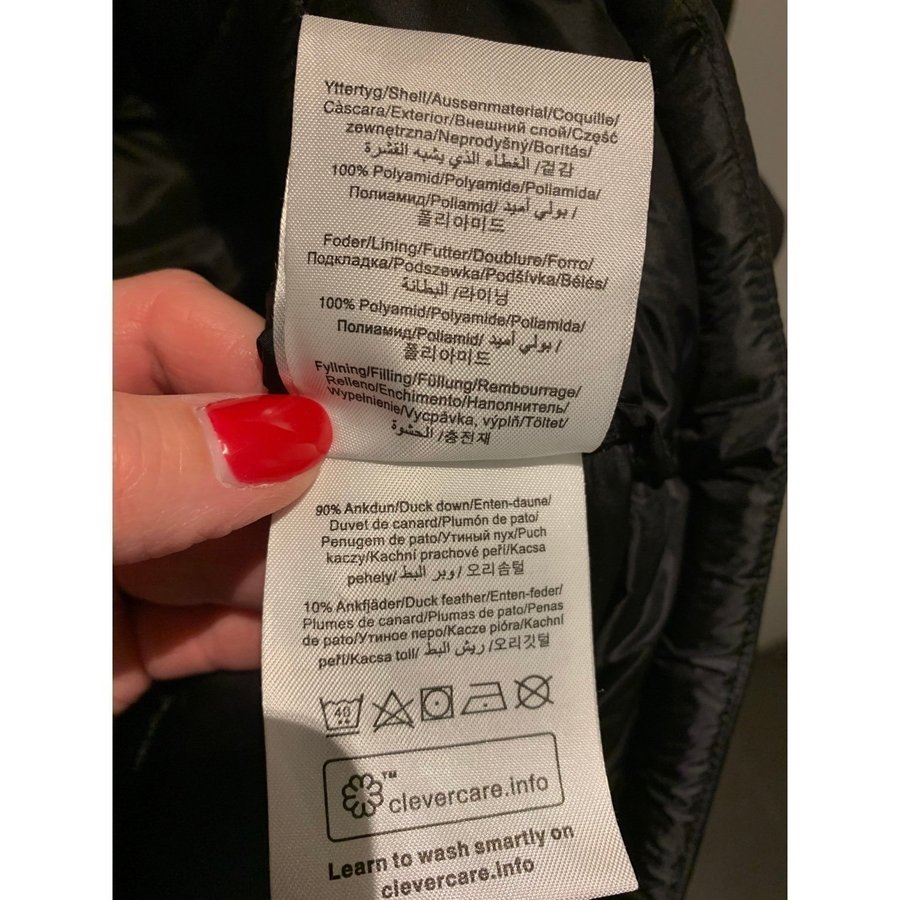 Yttertyg/Shell/Aussenmaterial/Coquille/
Càscara/Exterior/Внешний слой/Część
zewnętrzna/Neprodyšný/Borítás/
الغطاء الذي يشبه القشرة /겉감
100% Polyamid/Polyamide/Poliamida/
Полиамид/Poliamid/ بولي أميد /
폴리아미드
Foder/Lining/Futter/Doublure/Forro/
Подкладка/Podszewka/Podšívka/Bélés/
البطانة /라이닝
100% Polyamid/Polyamide/Poliamida/
Полиамид/Poliamid/ بولي أميد /
폴리아미드
Fyllning/Filling/Füllung/Rembourrage/
Relleno/Enchimento/Наполнитель/
Wypełnienie/Vycpávka, výplň/Töltet/
الحشوة /충전재
90% Ankdun/Duck down/Enten-daune/
Duvet de canard/Plumón de pato/
Penugem de pato/Утиный пух/Puch
kaczy/Kachní prachové peří/Kacsa
pehely/ وبر البط /오리솜털
10% Ankfjäder/Duck feather/Enten-feder/
Plumes de canard/Plumas de pato/Penas
de pato/Утиное перо/Kacze pióra/Kachní
peří/Kacsa toll/ ريش البط /오리깃털
40
clevercare.info™
Learn to wash smartly on
clevercare.info